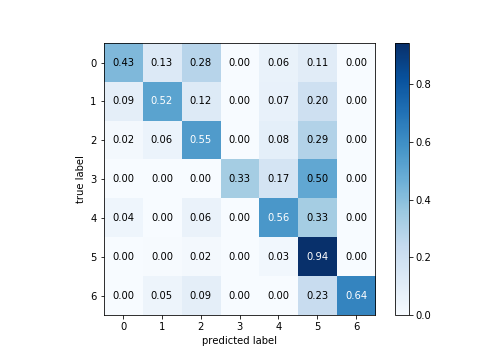 0 0.43 0.13 0.28 0.00 0.06 0.11 0.00
1 0.09 0.52 0.12 0.00 0.07 0.20 0.00
2 0.02 0.06 0.55 0.00 0.08 0.29 0.00
3 0.00 0.00 0.00 0.33 0.17 0.50 0.00
4 0.04 0.00 0.06 0.00 0.56 0.33 0.00
5 0.00 0.00 0.02 0.00 0.03 0.94 0.00
6 0.00 0.05 0.09 0.00 0.00 0.23 0.64
0 1 2 3 4 5 6
predicted label
true label
0.8
0.6
0.4
0.2
0.0